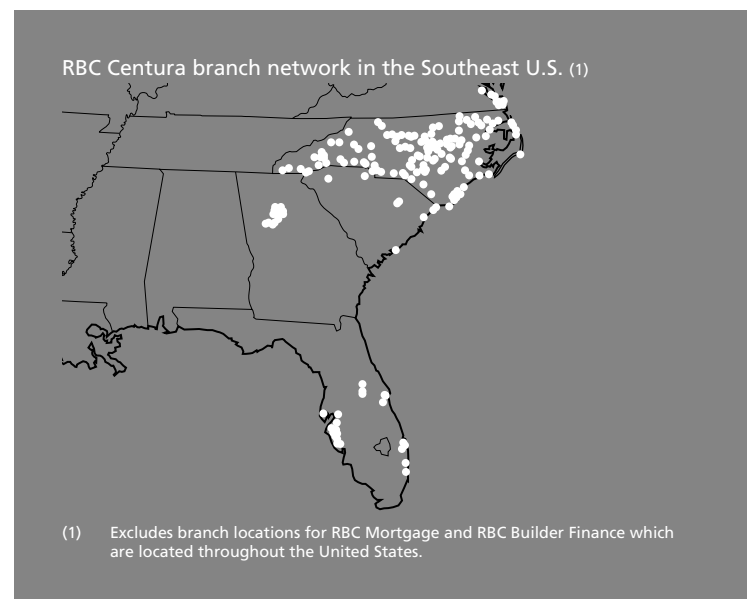 RBC Centura branch network in the Southeast U.S. (1)
(1) Excludes branch locations for RBC Mortgage and RBC Builder Finance which
are located throughout the United States.